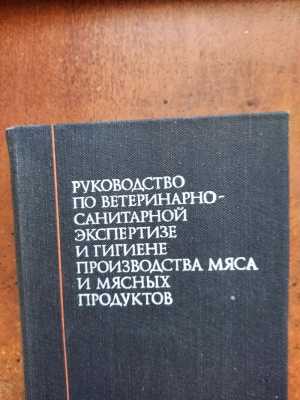 РУКОВОДСТВО
ПО ВЕТЕРИНАРНО-
САНИТАРНОЙ
ЭКСПЕРТИЗЕ
И ГИГИЕНЕ
ПРОИЗВОДСТВА МЯСА
И МЯСНЫХ
ПРОДУКТОВ